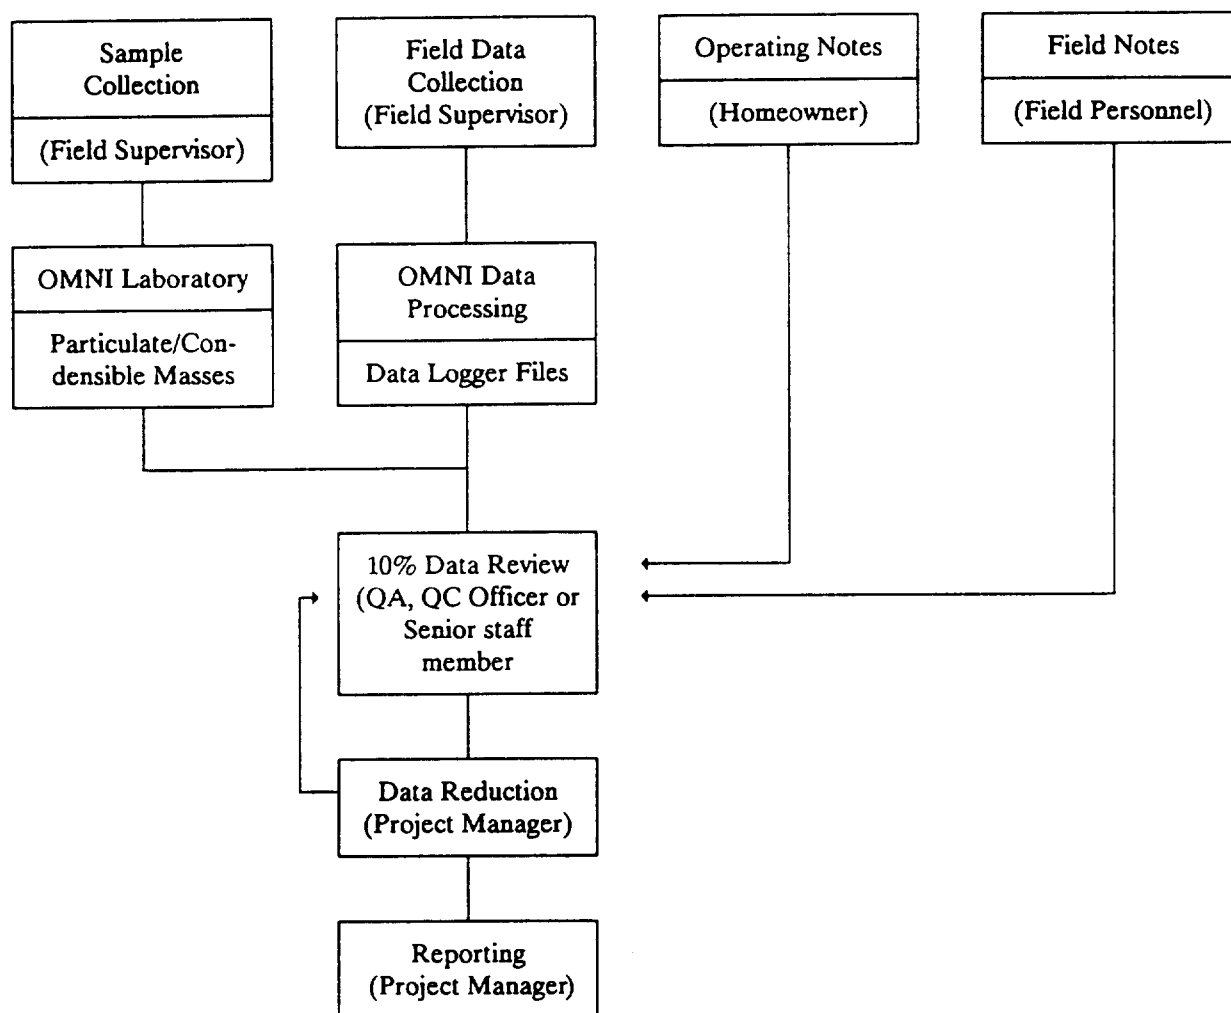 Sample
Collection
(Field Supervisor)
Field Data
Collection
(Field Supervisor)
Operating Notes
(Homeowner)
Field Notes
(Field Personnel)
OMNI Laboratory
Particulate/Con-
densible Masses
OMNI Data
Processing
Data Logger Files
10% Data Review
(QA, QC Officer or
Senior staff
member
Data Reduction
(Project Manager)
Reporting
(Project Manager)